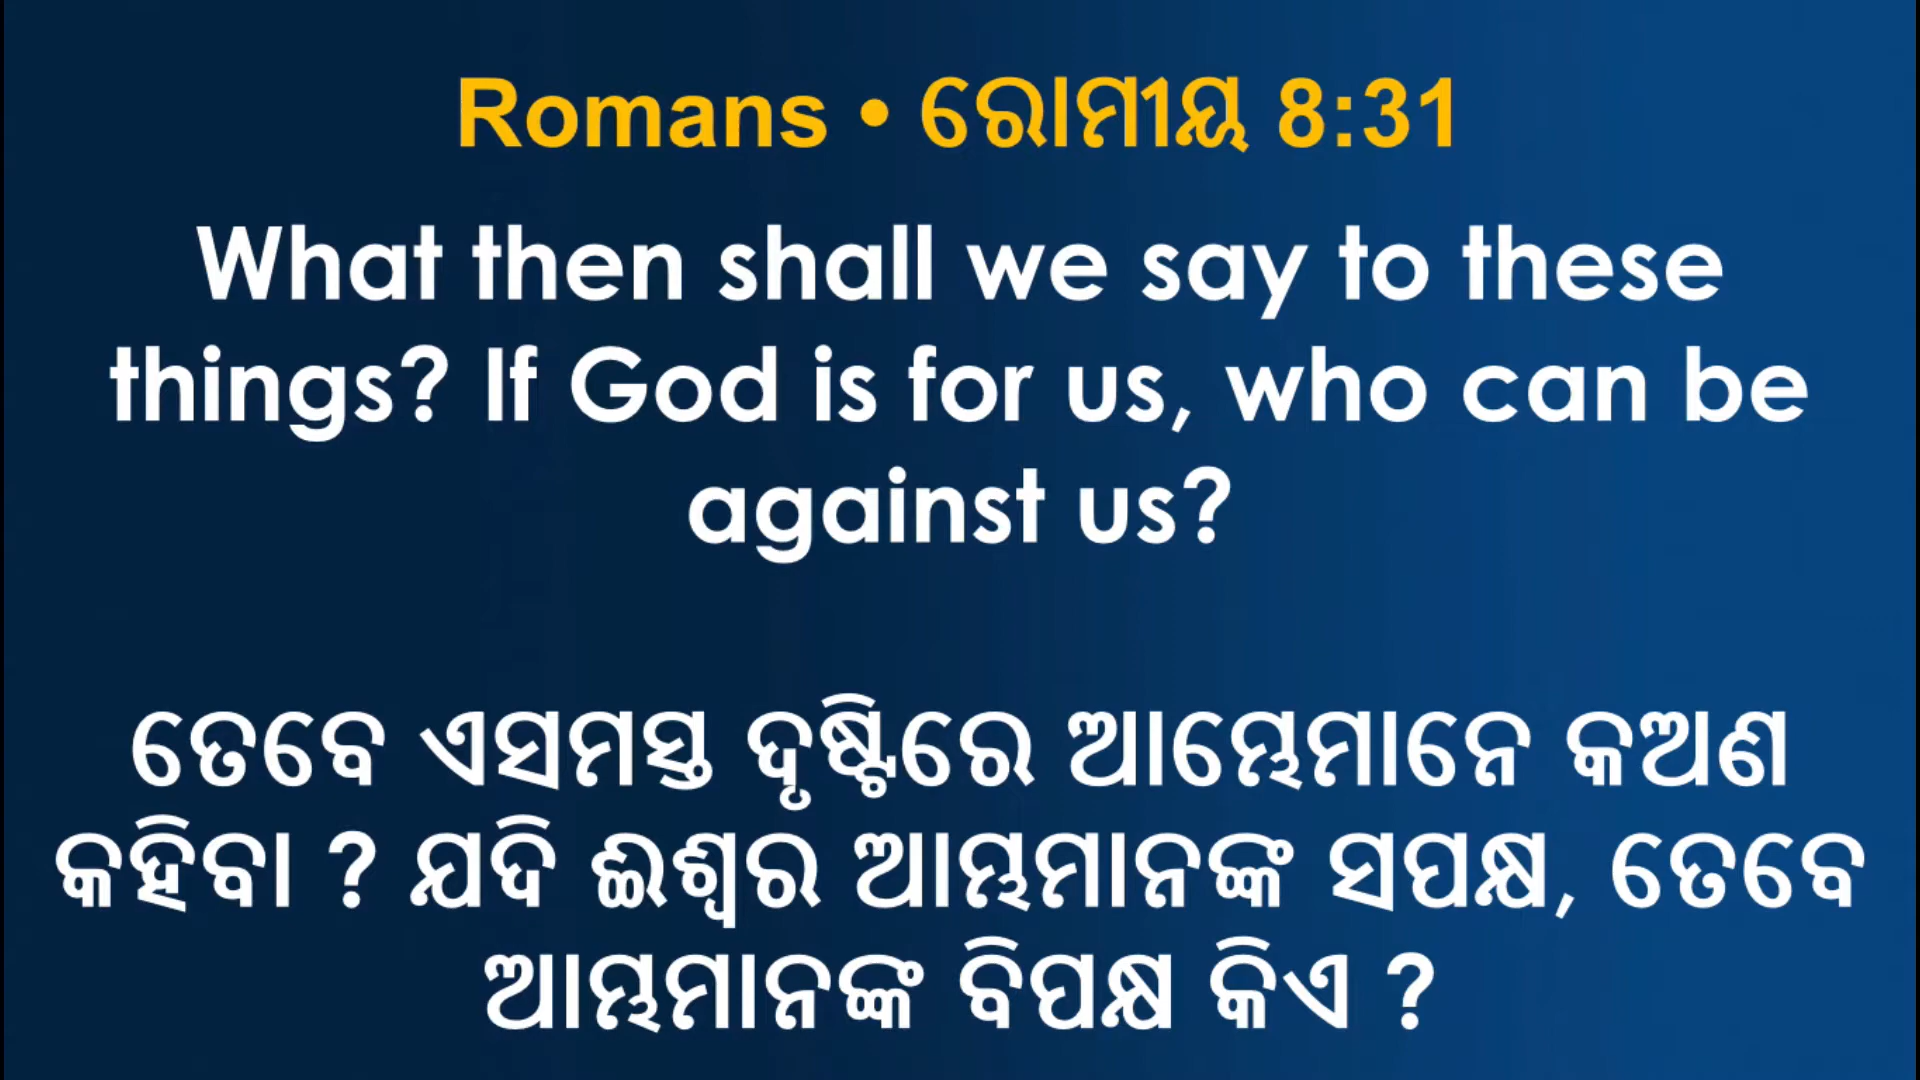 Romans • ରୋମୀୟ 8:31
What then shall we say to these
things? If God is for us, who can be
against us?
ତେବେ ଏସମସ୍ତ ଦୃଷ୍ଟିରେ ଆମ୍ଭେମାନେ କଅଣ
କହିବା ? ଯଦି ଈଶ୍ୱର ଆମ୍ଭମାନଙ୍କ ସପକ୍ଷ, ତେବେ
ଆମ୍ଭମାନଙ୍କ ବିପକ୍ଷ କିଏ ?